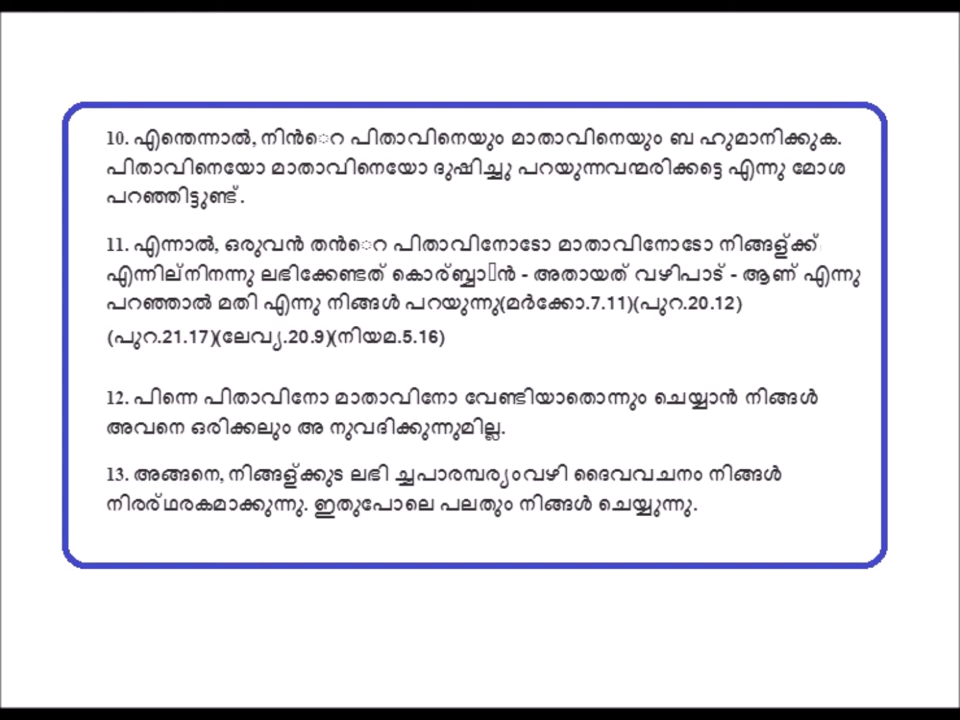 10. എന്തെന്നാൽ, നിൻെറ പിതാവിനെയും മാതാവിനെയും ബ ഹുമാനിക്കുക.
പിതാവിനെയോ മാതാവിനെയോ ദുഷിച്ചു പറയുന്നവന്മരിക്കട്ടെ എന്നു മോശ
പറഞ്ഞിട്ടുണ്ട്.
11. എന്നാൽ, ഒരുവൻ തൻെറ പിതാവിനോടോ മാതാവിനോടോ നിങ്ങള്ക്ക്
എന്നില്നിനന്നു ലഭിക്കേണ്ടത് കൊര്ബ്ബാൻ - അതായത് വഴിപാട് - ആണ് എന്നു
പറഞ്ഞാൽ മതി എന്നു നിങ്ങൾ പറയുന്നു(മർക്കോ.7.11)(പുറ.20.12)
(പുറ.21.17)(ലേവ്യ.20.9)(നിയമ.5.16)
12. പിന്നെ പിതാവിനോ മാതാവിനോ വേണ്ടിയാതൊന്നും ചെയ്യാൻ നിങ്ങൾ
അവനെ ഒരിക്കലും അ നുവദിക്കുന്നുമില്ല.
13. അങ്ങനെ, നിങ്ങള്ക്കുട ലഭി ച്ചപാരമ്പര്യംവഴി ദൈവവചനം നിങ്ങൾ
നിരര്ഥരകമാക്കുന്നു. ഇതുപോലെ പലതും നിങ്ങൾ ചെയ്യുന്നു.